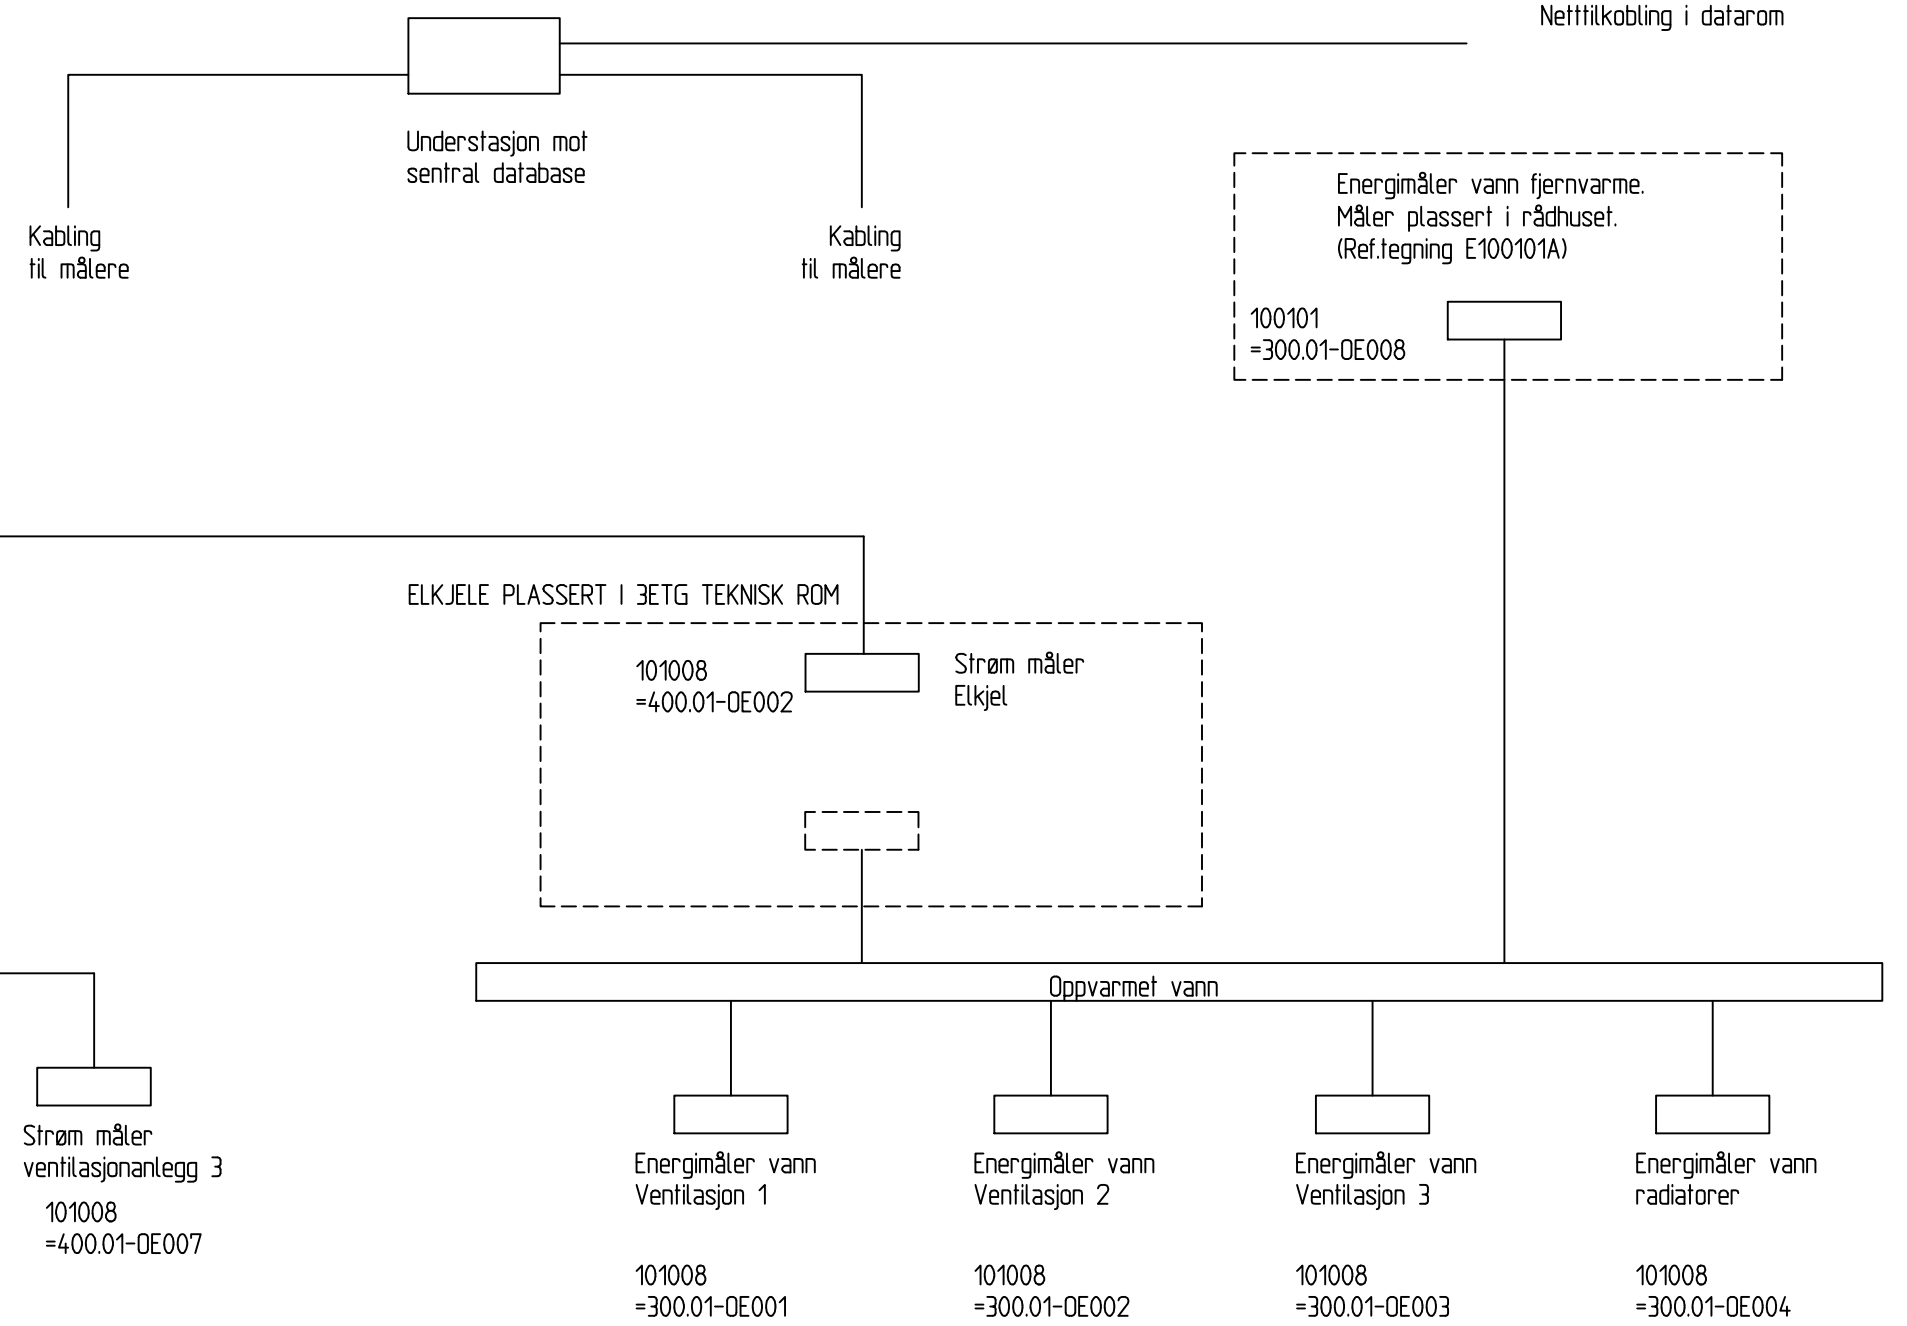 Netttilkobling i datarom
Understasjon mot
sentral database
Kabling
til målere
Kabling
til målere
Energimåler vann fjernvarme.
Måler plassert i rådhuset.
(Ref.tegning E100101A)
100101
=300.01-OE008
ELKJELE PLASSERT I 3ETG TEKNISK ROM
101008
=400.01-OE002
Strøm måler
Elkjel
Oppvarmet vann
Strøm måler
ventilasjonanlegg 3
101008
=400.01-OE007
Energimåler vann
Ventilasjon 1
101008
=300.01-OE001
Energimåler vann
Ventilasjon 2
101008
=300.01-OE002
Energimåler vann
Ventilasjon 3
101008
=300.01-OE003
Energimåler vann
radiatorer
101008
=300.01-OE004